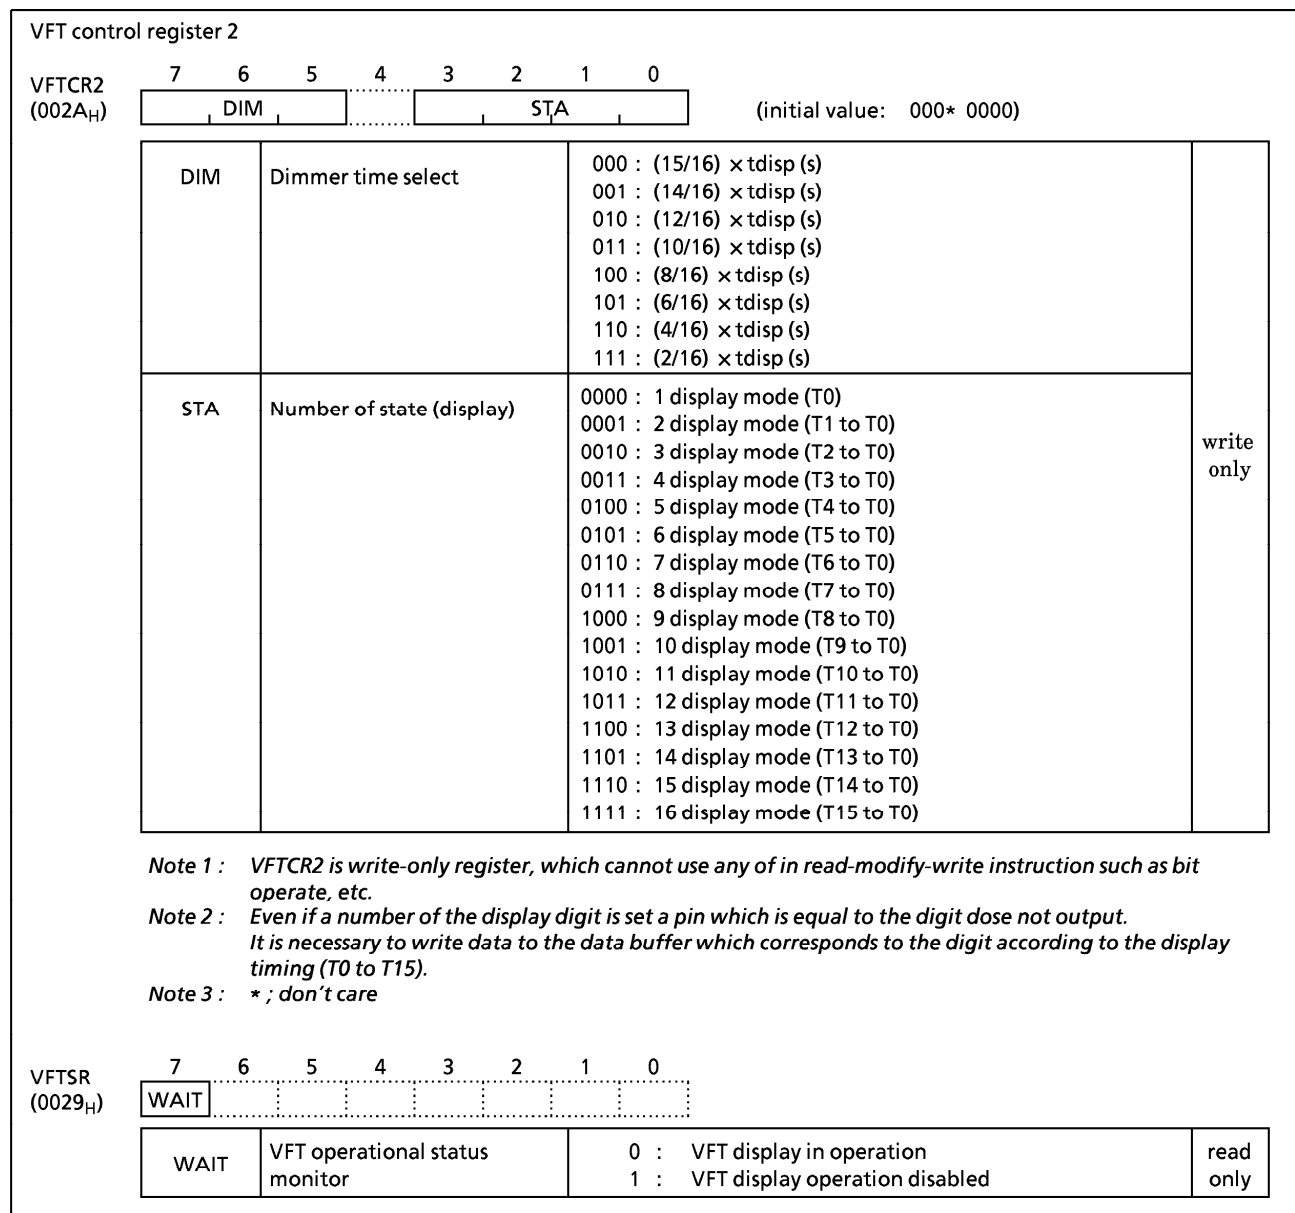 VFT control register 2
7 6 5 4 3 2 1 0
VFTCR2
(002AH)
DIM STA (initial value: 000* 0000)
DIM Dimmer time select
000 : (15/16) × tdisp (s)
001 : (14/16) × tdisp (s)
010 : (12/16) × tdisp (s)
011 : (10/16) × tdisp (s)
100 : (8/16) × tdisp (s)
101 : (6/16) × tdisp (s)
110 : (4/16) × tdisp (s)
111 : (2/16) × tdisp (s)
STA Number of state (display)
0000 : 1 display mode (T0)
0001 : 2 display mode (T1 to T0)
0010 : 3 display mode (T2 to T0)
0011 : 4 display mode (T3 to T0)
0100 : 5 display mode (T4 to T0)
0101 : 6 display mode (T5 to T0)
0110 : 7 display mode (T6 to T0)
0111 : 8 display mode (T7 to T0)
1000 : 9 display mode (T8 to T0)
1001 : 10 display mode (T9 to T0)
1010 : 11 display mode (T10 to T0)
1011 : 12 display mode (T11 to T0)
1100 : 13 display mode (T12 to T0)
1101 : 14 display mode (T13 to T0)
1110 : 15 display mode (T14 to T0)
1111 : 16 display mode (T15 to T0)
write
only
Note 1 : VFTCR2 is write-only register, which cannot use any of in read-modify-write instruction such as bit
operate, etc.
Note 2 : Even if a number of the display digit is set a pin which is equal to the digit dose not output.
It is necessary to write data to the data buffer which corresponds to the digit according to the display
timing (T0 to T15).
Note 3 : * ; don't care
7 6 5 4 3 2 1 0
VFTSR
(0029H)
WAIT
WAIT
VFT operational status
monitor
0 : VFT display in operation
1 : VFT display operation disabled
read
only